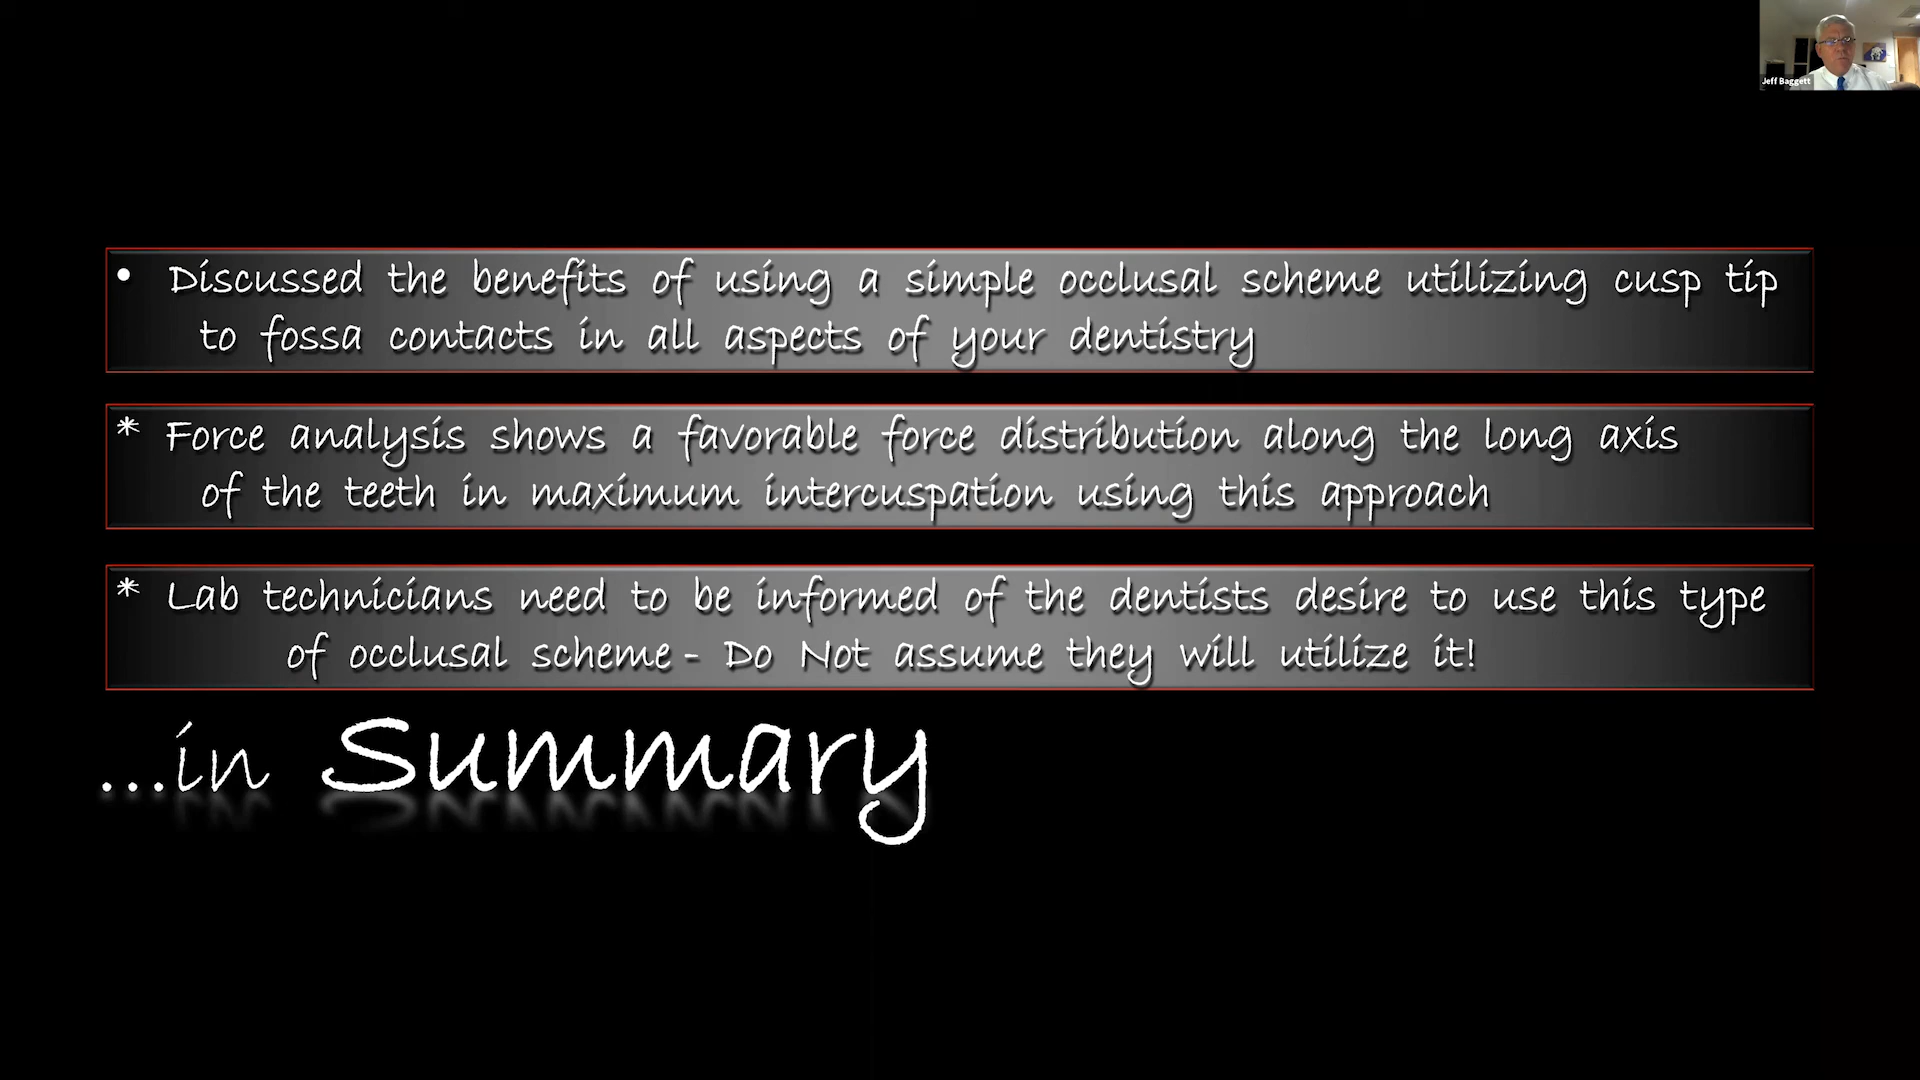 Jeff Baggett
• Discussed the benefits of using a simple occlusal scheme utilizing cusp tip
to fossa contacts in all aspects of your dentistry
* Force analysis shows a favorable force distribution along the long axis
of the teeth in maximum intercuspation using this approach
* Lab technicians need to be informed of the dentists desire to use this type
of occlusal scheme - Do Not assume they will utilize it!
...in Summary